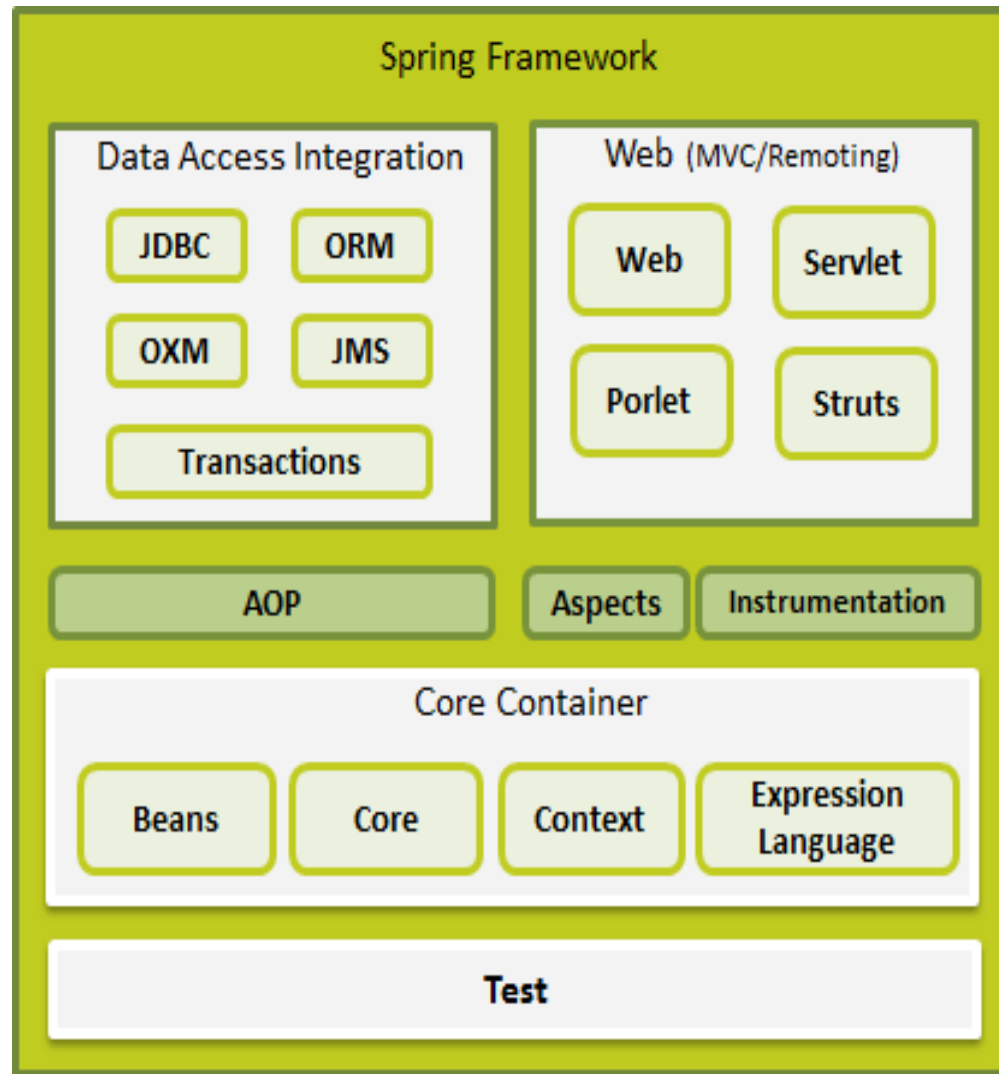 Spring Framework
Data Access Integration
JDBC
ORM
OXM
JMS
Transactions
Web (MVC/Remoting)
Web
Servlet
Porlet
Struts
AOP
Aspects
Instrumentation
Core Container
Beans
Core
Context
Expression
Language
Test